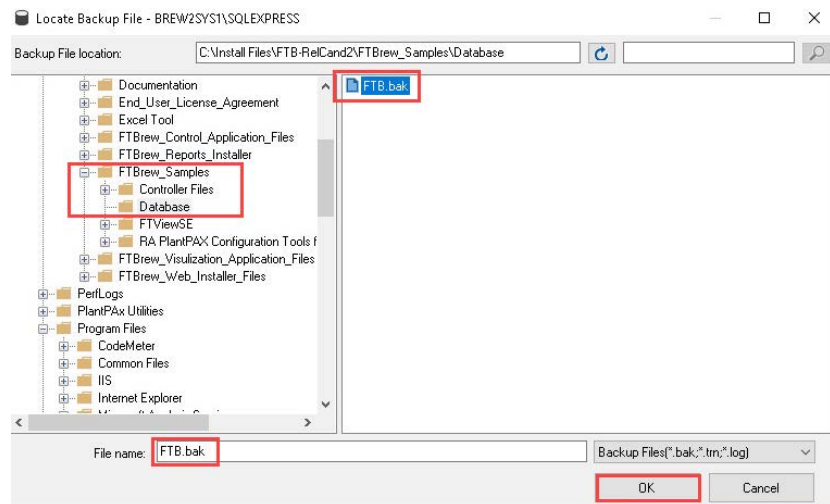 Locate Backup File - BREW2SYS1\SQLEXPRESS
Backup File location:
C:\Install Files\FTB-RelCand2\FTBrew_Samples\Database
Documentation
End_User_License_Agreement
Excel Tool
FTBrew_Control_Application_Files
FTBrew_Reports_Installer
FTBrew_Samples
Controller Files
Database
FTViewSE
RA PlantPAX Configuration Tools f
FTBrew_Visulization_Application_Files
FTBrew_Web_Installer_Files
PerfLogs
PlantPAx Utilities
Program Files
CodeMeter
Common Files
IIS
Internet Explorer
FTB.bak
File name:
FTB.bak
Backup Files(*.bak;*.trn;*.log)
OK
Cancel